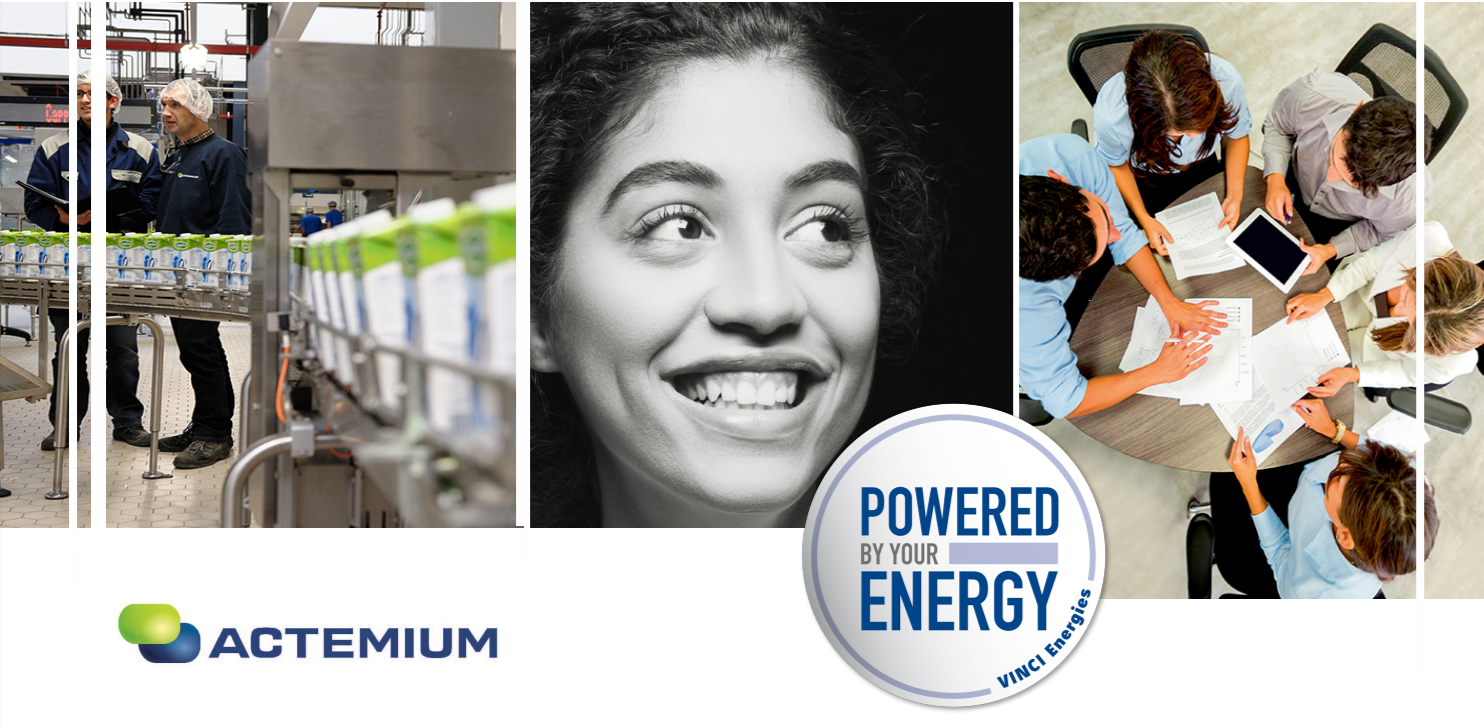 POWERED
BY YOUR
ENERGY
VINCI Energies
ACTEMIUM